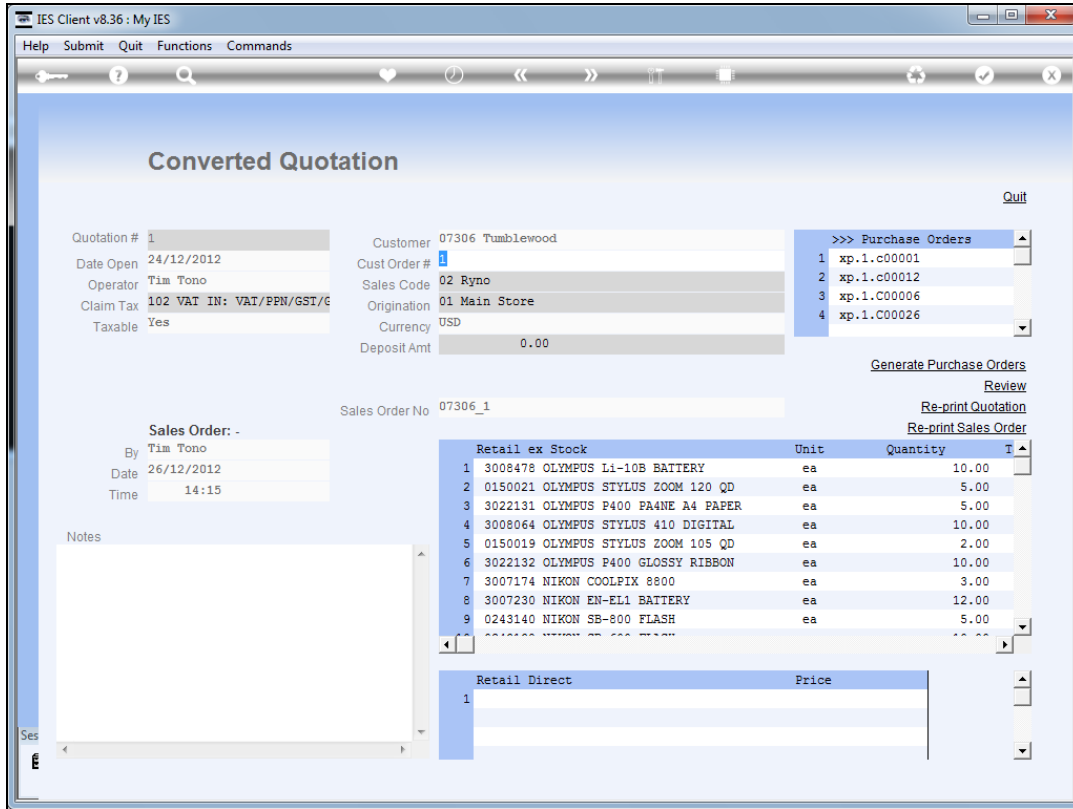 IES Client v8.36 : My IES
Help Submit Quit Functions Commands
Converted Quotation
Quit
Quotation # 1
Date Open 24/12/2012
Operator Tim Tono
Claim Tax 102 VAT IN: VAT/PPN/GST/G
Taxable Yes
Customer 07306 Tumblewood
Cust Order # 1
Sales Code 02 Ryno
Origination 01 Main Store
Currency USD
Deposit Amt 0.00
>>> Purchase Orders
1 xp.1.c00001
2 xp.1.c00012
3 xp.1.C00006
4 xp.1.C00026
Generate Purchase Orders
Review
Re-print Quotation
Re-print Sales Order
Sales Order No 07306_1
Sales Order: -
By Tim Tono
Date 26/12/2012
Time 14:15
Notes
Retail ex Stock Unit Quantity T
1 3008478 OLYMPUS Li-10B BATTERY ea 10.00
2 0150021 OLYMPUS STYLUS ZOOM 120 QD ea 5.00
3 3022131 OLYMPUS P400 PA4NE A4 PAPER ea 5.00
4 3008064 OLYMPUS STYLUS 410 DIGITAL ea 10.00
5 0150019 OLYMPUS STYLUS ZOOM 105 QD ea 2.00
6 3022132 OLYMPUS P400 GLOSSY RIBBON ea 10.00
7 3007174 NIKON COOLPIX 8800 ea 3.00
8 3007230 NIKON EN-EL1 BATTERY ea 12.00
9 0243140 NIKON SB-800 FLASH ea 5.00
Retail Direct Price
1
Ses